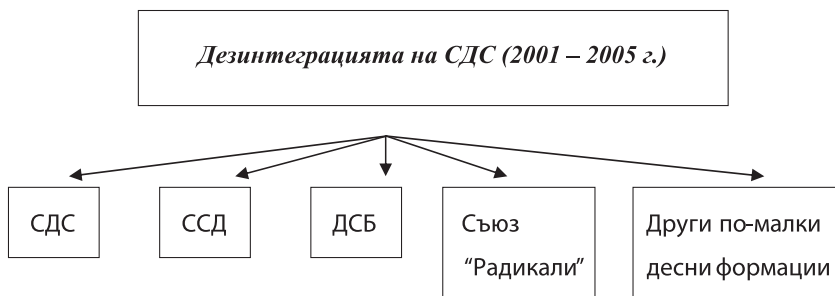 Дезинтеграцията на СДС (2001 – 2005 г.)
СДС
ССД
ДСБ
Съюз
“Радикали”
Други по-малки
десни формации